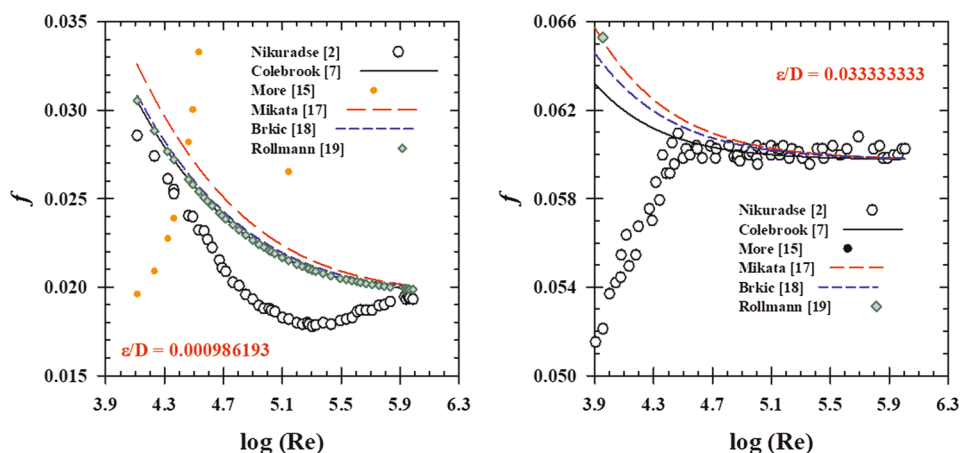 0.035
0.030
0.025
0.020
0.015
f
3.9 4.3 4.7 5.1 5.5 5.9 6.3
log (Re)
Nikuradse [2]
Colebrook [7]
More [15]
Mikata [17]
Brkic [18]
Rollmann [19]
ε/D = 0.000986193
0.066
0.062
0.058
0.054
0.050
f
3.9 4.3 4.7 5.1 5.5 5.9 6.3
log (Re)
ε/D = 0.033333333
Nikuradse [2]
Colebrook [7]
More [15]
Mikata [17]
Brkic [18]
Rollmann [19]